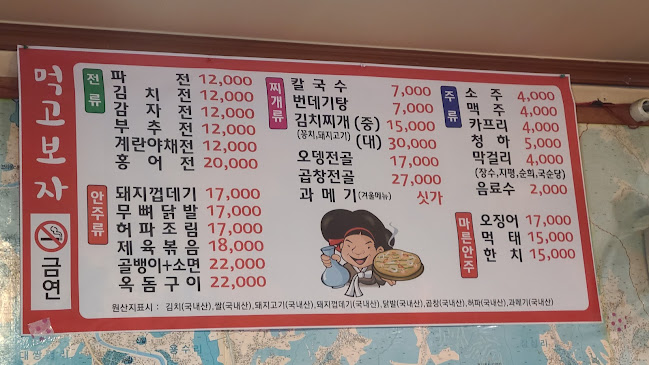 먹고보자
금연
전류
파 전 12,000
김 치 전 12,000
감 자 전 12,000
부 추 전 12,000
계란야채전 12,000
홍 어 전 20,000
안주류
돼지껍데기 17,000
무뼈닭발 17,000
허파조림 17,000
제육볶음 18,000
골뱅이+소면 22,000
옥돔구이 22,000
찌개류
칼국수 7,000
번데기탕 7,000
김치찌개 (중) 15,000
(꽁치,돼지고기) (대) 30,000
오뎅전골 17,000
곱창전골 27,000
과메기(겨울메뉴) 싯가
주류
소 주 4,000
맥 주 4,000
카프리 4,000
청 하 5,000
막걸리 4,000
(장수,지평,순희,국순당)
음료수 2,000
마른안주
오징어 17,000
먹 태 15,000
한 치 15,000
원산지표시 : 김치(국내산),쌀(국내산),돼지고기(국내산),돼지껍데기(국내산),닭발(국내산),곱창(국내산),허파(국내산),과메기(국내산)